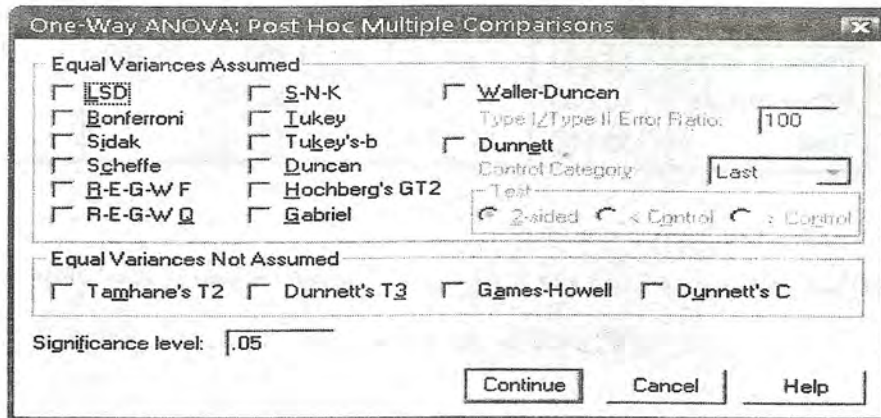 One-Way ANOVA: Post Hoc Multiple Comparisons
Equal Variances Assumed
LSD
Bonferroni
Sidak
Scheffe
R-E-G-W F
R-E-G-W Q
S-N-K
Tukey
Tukey's-b
Duncan
Hochberg's GT2
Gabriel
Waller-Duncan
Type I/Type II Error Ratio: 100
Dunnett
Control Category: Last
Test
2-sided < Control > Control
Equal Variances Not Assumed
Tamhane's T2 Dunnett's T3 Games-Howell Dunnett's C
Significance level: .05
Continue Cancel Help